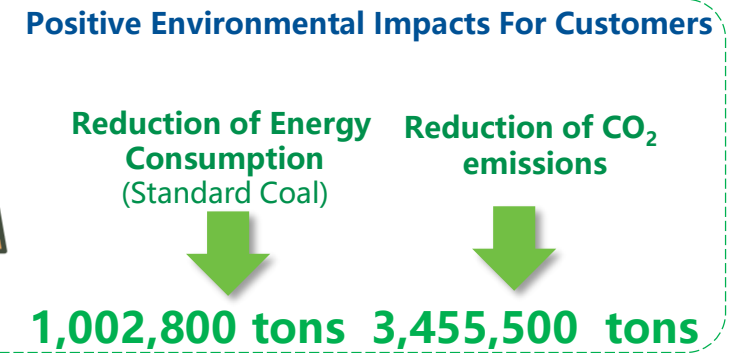 Positive Environmental Impacts For Customers
Reduction of Energy
Consumption
(Standard Coal)
Reduction of CO₂
emissions
1,002,800 tons
3,455,500 tons